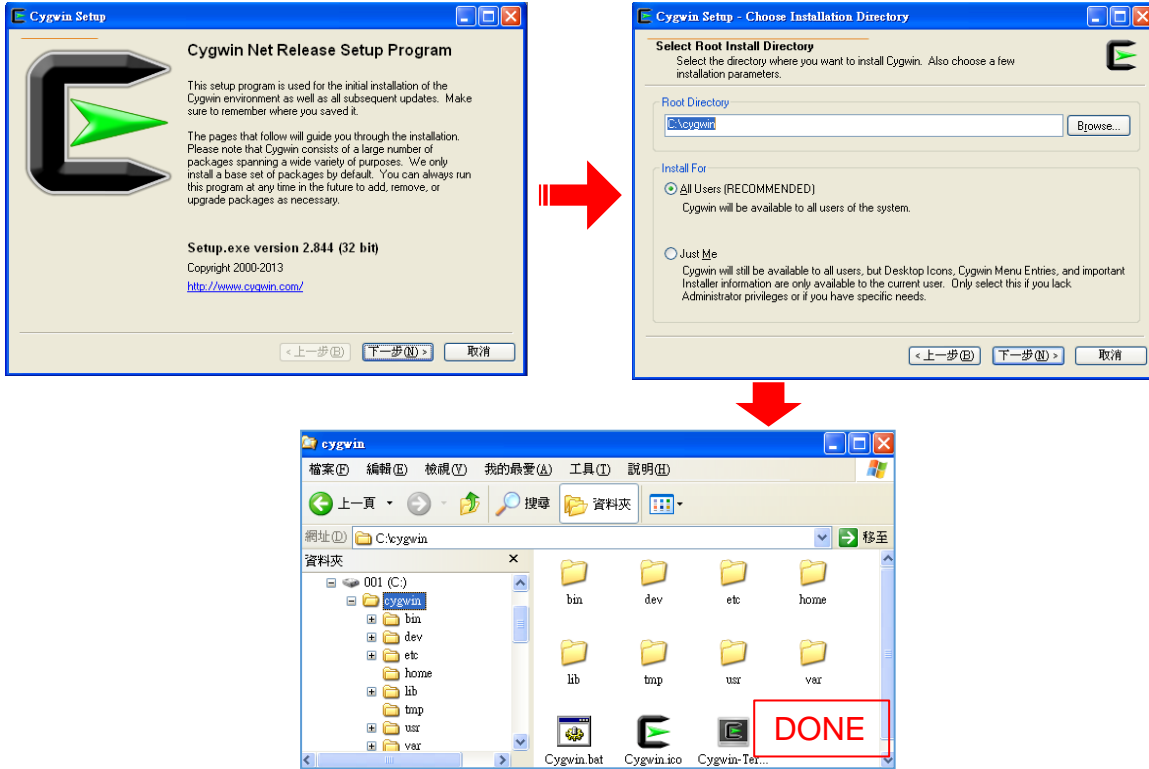 Cygwin Setup
Cygwin Net Release Setup Program
This setup program is used for the initial installation of the
Cygwin environment as well as all subsequent updates. Make
sure to remember where you saved it.
The pages that follow will guide you through the installation.
Please note that Cygwin consists of a large number of
packages spanning a wide variety of purposes. We only
install a base set of packages by default. You can always run
this program at any time in the future to add, remove, or
upgrade packages as necessary.
Setup.exe version 2.844 (32 bit)
Copyright 2000-2013
http://www.cygwin.com/
<上一步(B)
下一步(N)>
取消
Cygwin Setup - Choose Installation Directory
Select Root Install Directory
Select the directory where you want to install Cygwin. Also choose a few
installation parameters.
Root Directory
C:\cygwin
Browse...
Install For
All Users (RECOMMENDED)
Cygwin will be available to all users of the system.
Just Me
Cygwin will still be available to all users, but Desktop Icons, Cygwin Menu Entries, and important
Installer information are only available to the current user. Only select this if you lack
Administrator privileges or if you have specific needs.
<上一步(B)
下一步(N)>
取消
cygwin
檔案(F) 編輯(E) 檢視(V) 我的最愛(A) 工具(T) 說明(H)
上一頁 搜尋 資料夾
網址(D) C:\cygwin 移至
資料夾 ×
001 (C:)
cygwin
bin
dev
etc
home
lib
tmp
usr
var
bin dev etc home
lib tmp usr var
Cygwin.bat Cygwin.ico Cygwin-Ter...
DONE